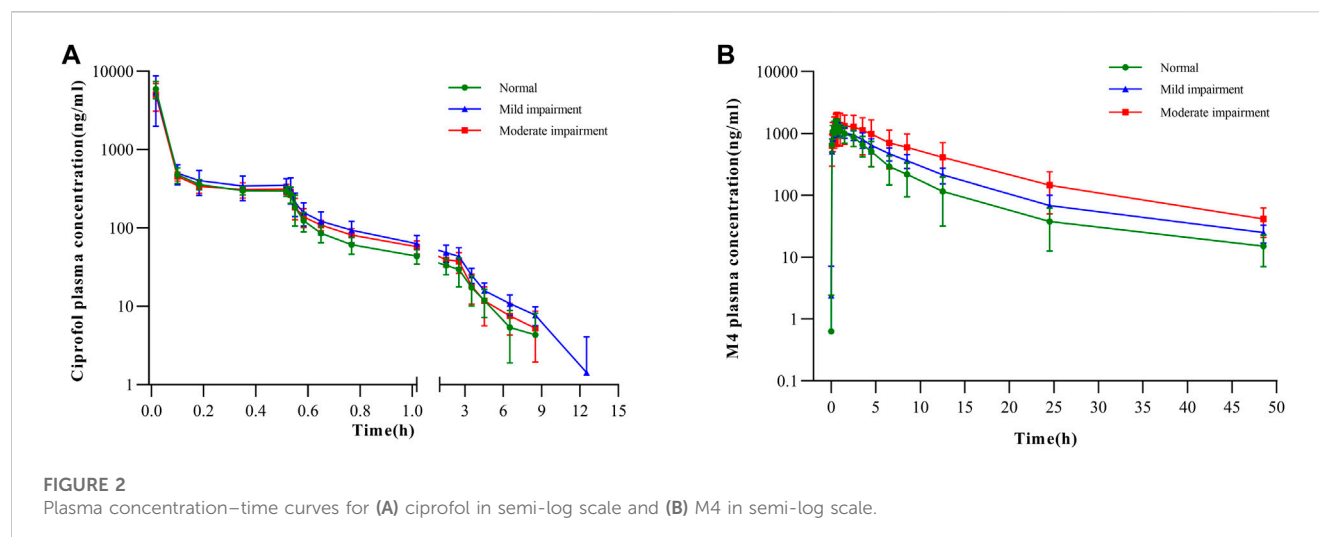 A
Ciprofol plasma concentration(ng/ml)
10000
1000
100
10
1
Normal
Mild impairment
Moderate impairment
0.0 0.2 0.4 0.6 0.8 1.0 3 6 9 12 15
Time(h)
B
M4 plasma concentration(ng/ml)
10000
1000
100
10
1
0.1
Normal
Mild impairment
Moderate impairment
0 5 10 15 20 25 30 35 40 45 50
Time(h)
FIGURE 2
Plasma concentration–time curves for (A) ciprofol in semi-log scale and (B) M4 in semi-log scale.